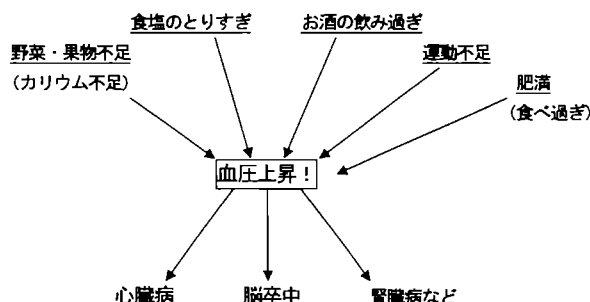 食塩のとりすぎ
お酒の飲み過ぎ
野菜・果物不足
(カリウム不足)
運動不足
肥満
(食べ過ぎ)
血圧上昇！
心臓病
脳卒中
腎臓病など